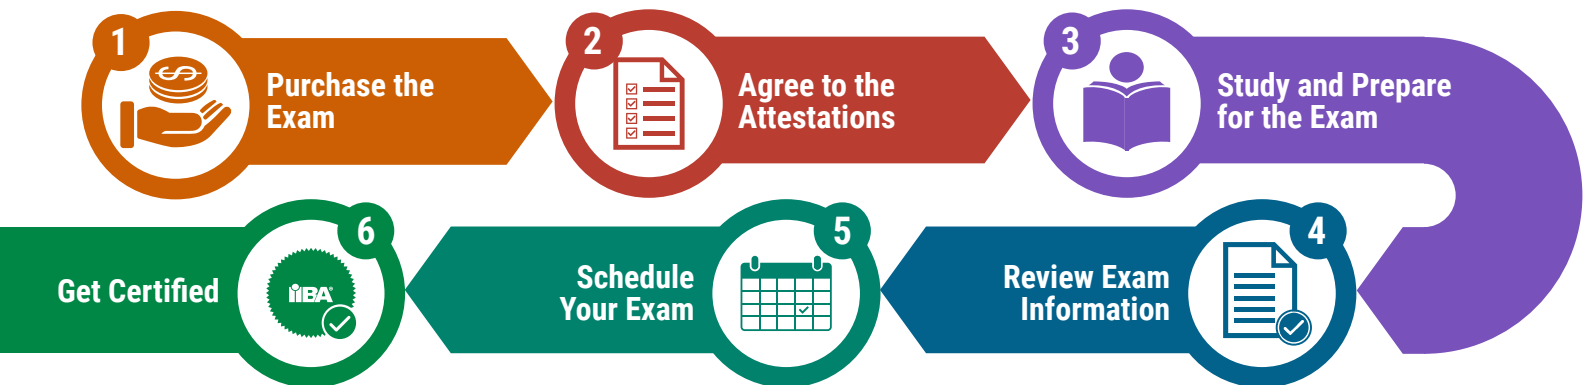 1
Purchase the
Exam
2
Agree to the
Attestations
3
Study and Prepare
for the Exam
4
Review Exam
Information
5
Schedule
Your Exam
6
Get Certified
IIBA